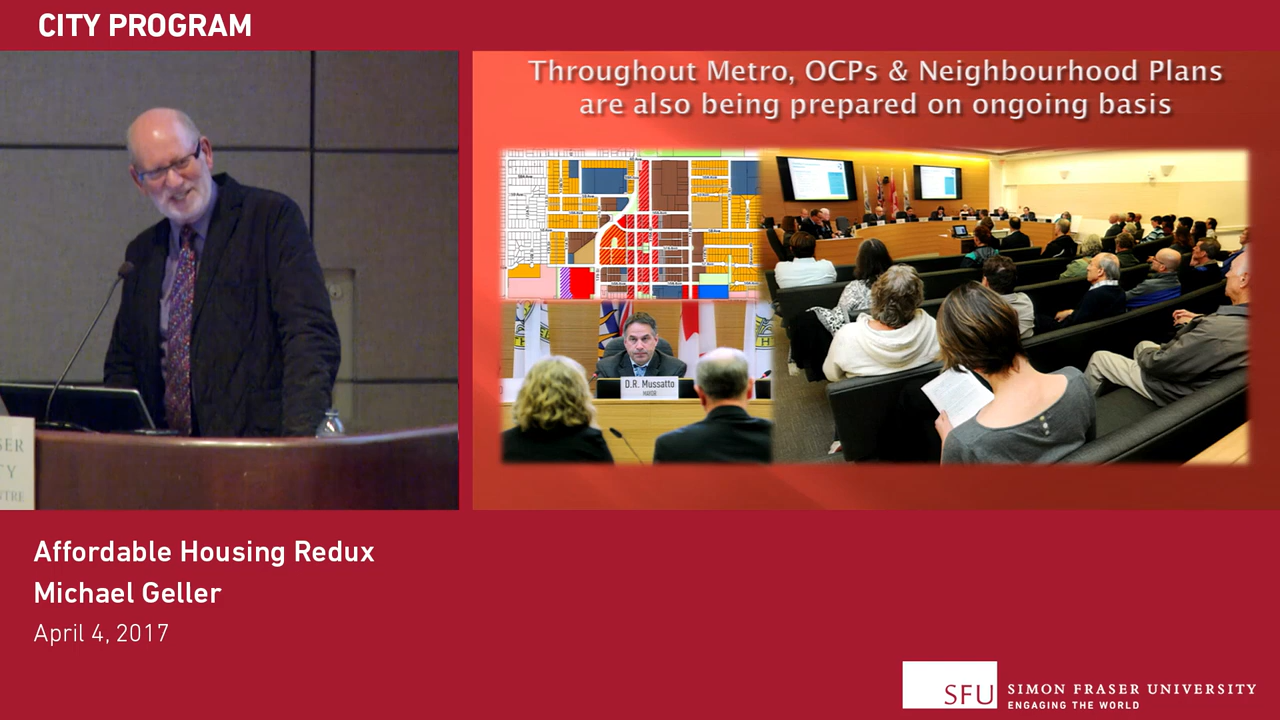 CITY PROGRAM
Throughout Metro, OCPs & Neighbourhood Plans
are also being prepared on ongoing basis
D.R. Mussatto
MAYOR
Affordable Housing Redux
Michael Geller
April 4, 2017
SFU
SIMON FRASER UNIVERSITY
ENGAGING THE WORLD